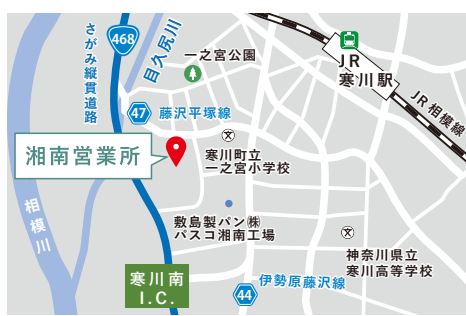 468
さがみ縦貫道路
目久尻川
一之宮公園
JR
寒川駅
JR相模線
47
藤沢平塚線
文
寒川町立
一之宮小学校
湘南営業所
相模川
敷島製パン㈱
パスコ湘南工場
文
神奈川県立
寒川高等学校
寒川南
I.C.
44
伊勢原藤沢線